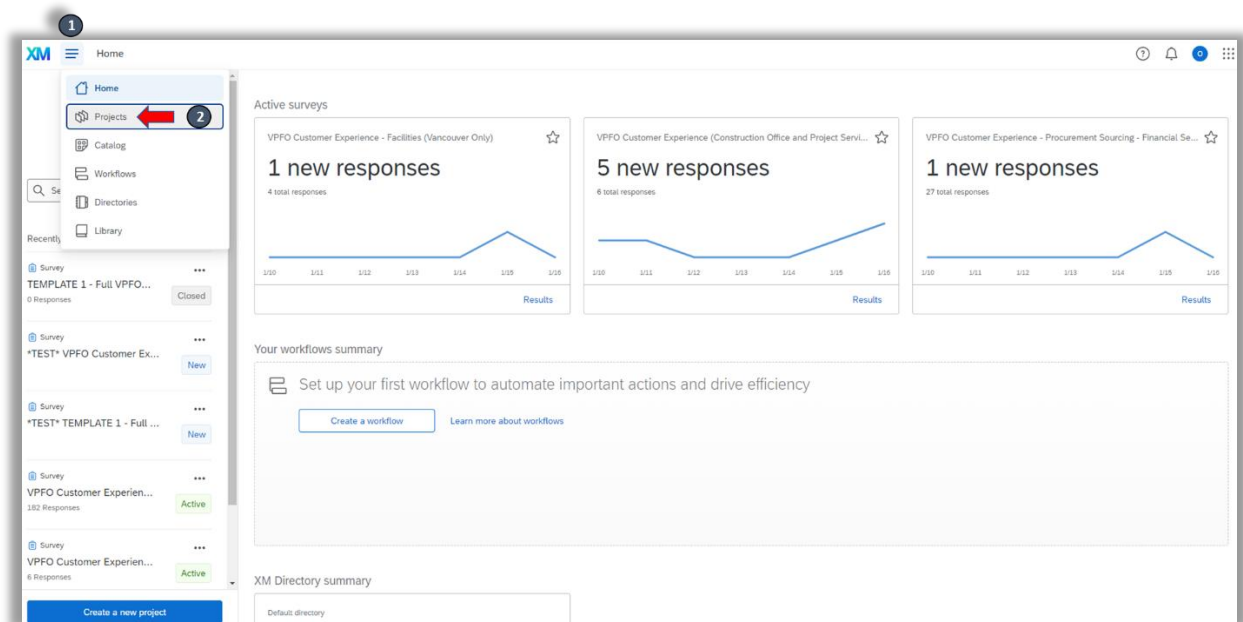 1
XM Home
Home
Projects 2
Catalog
Workflows
Directories
Library
Se
Recently
Survey
TEMPLATE 1 - Full VPFO...
0 Responses
Closed
Survey
*TEST* VPFO Customer Ex...
New
Survey
*TEST* TEMPLATE 1 - Full ...
New
Survey
VPFO Customer Experien...
182 Responses
Active
Survey
VPFO Customer Experien...
6 Responses
Active
Create a new project
Active surveys
VPFO Customer Experience - Facilities (Vancouver Only)
1 new responses
4 total responses
1/10 1/11 1/12 1/13 1/14 1/15 1/16
Results
VPFO Customer Experience (Construction Office and Project Servi...
5 new responses
6 total responses
1/10 1/11 1/12 1/13 1/14 1/15 1/16
Results
VPFO Customer Experience - Procurement Sourcing - Financial Se...
1 new responses
27 total responses
1/10 1/11 1/12 1/13 1/14 1/15 1/16
Results
Your workflows summary
Set up your first workflow to automate important actions and drive efficiency
Create a workflow Learn more about workflows
XM Directory summary
Default directory